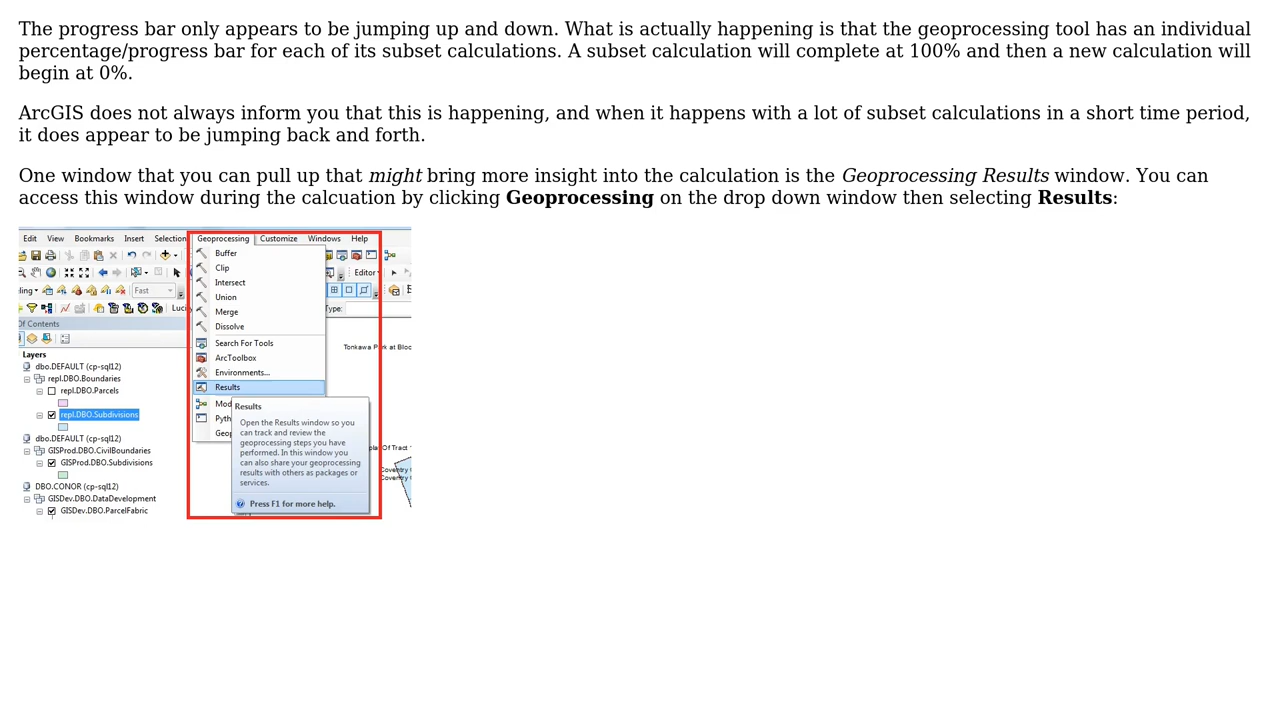 The progress bar only appears to be jumping up and down. What is actually happening is that the geoprocessing tool has an individual
percentage/progress bar for each of its subset calculations. A subset calculation will complete at 100% and then a new calculation will
begin at 0%.
ArcGIS does not always inform you that this is happening, and when it happens with a lot of subset calculations in a short time period,
it does appear to be jumping back and forth.
One window that you can pull up that might bring more insight into the calculation is the Geoprocessing Results window. You can
access this window during the calcuation by clicking Geoprocessing on the drop down window then selecting Results:
Edit View Bookmarks Insert Selection Geoprocessing Customize Windows Help
Buffer
Clip
Editor
Intersect
Fast
Union
Merge
Type:
Of Contents
Dissolve
Search For Tools
Tonkawa Park at Bloc
Layers
ArcToolbox
dbo.DEFAULT (cp-sql12)
Environments...
repl.DBO.Boundaries
Results
repl.DBO.Parcels
Results
repl.DBO.Subdivisions
Open the Results window so you
can track and review the
geoprocessing steps you have
performed. In this window you
can also share your geoprocessing
results with others as packages or
services.
Press F1 for more help.
Of Tract
dbo.DEFAULT (cp-sql12)
GISProd.DBO.CivilBoundaries
GISProd.DBO.Subdivisions
Coventry
Coventry
DBO.CONOR (cp-sql12)
GISDev.DBO.DataDevelopment
GISDev.DBO.ParcelFabric